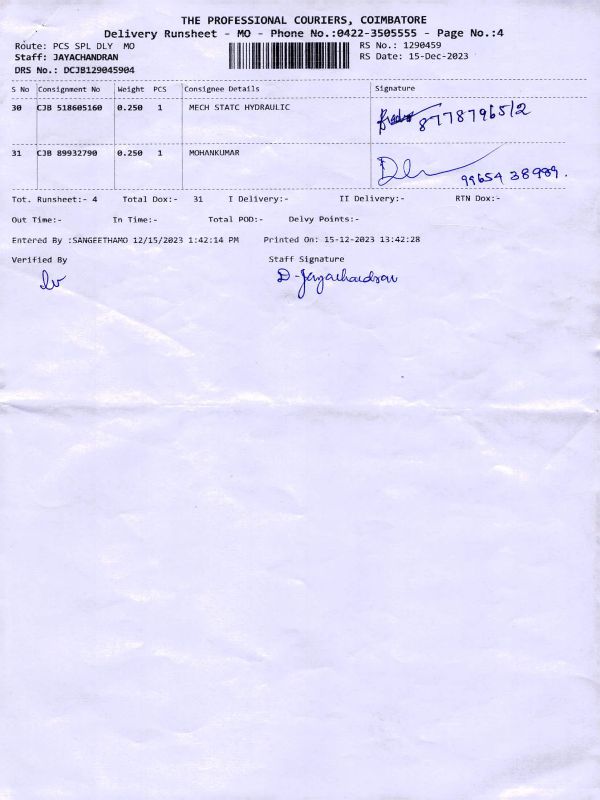 THE PROFESSIONAL COURIERS, COIMBATORE
Delivery Runsheet - MO - Phone No.:0422-3505555 - Page No.:4
Route: PCS SPL DLY MO RS No.: 1290459
Staff: JAYACHANDRAN RS Date: 15-Dec-2023
DRS No.: DCJB129045904
S No Consignment No Weight PCS Consignee Details Signature
30 CJB 518605160 0.250 1 MECH STATC HYDRAULIC 8778796512
31 CJB 89932790 0.250 1 MOHANKUMAR
99654 38989.
Tot. Runsheet:- 4 Total Dox:- 31 I Delivery:- II Delivery:- RTN Dox:-
Out Time:- In Time:- Total POD:- Delvy Points:-
Entered By :SANGEETHAMO 12/15/2023 1:42:14 PM Printed On: 15-12-2023 13:42:28
Verified By Staff Signature
D-Jayachandran